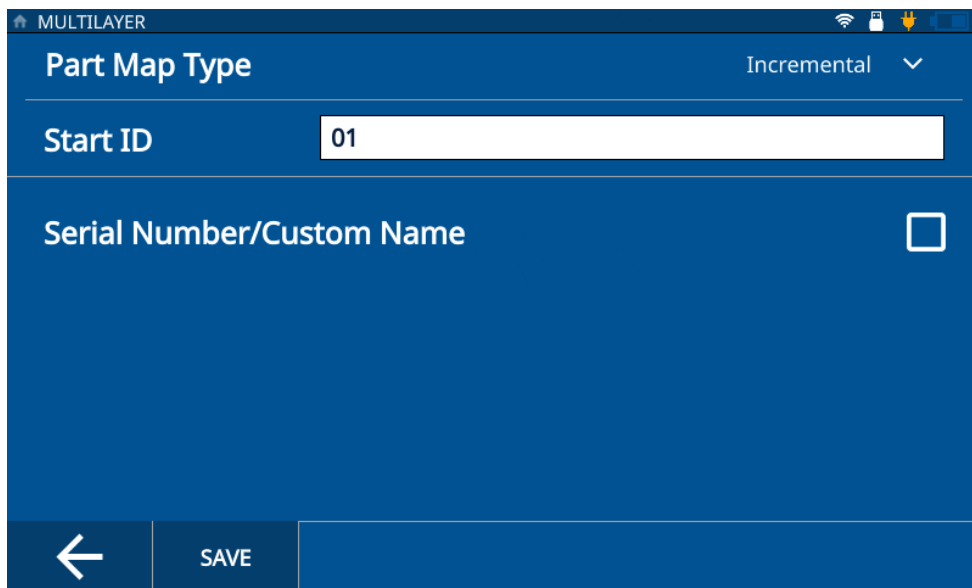 MULTILAYER
Part Map Type Incremental
Start ID 01
Serial Number/Custom Name
SAVE